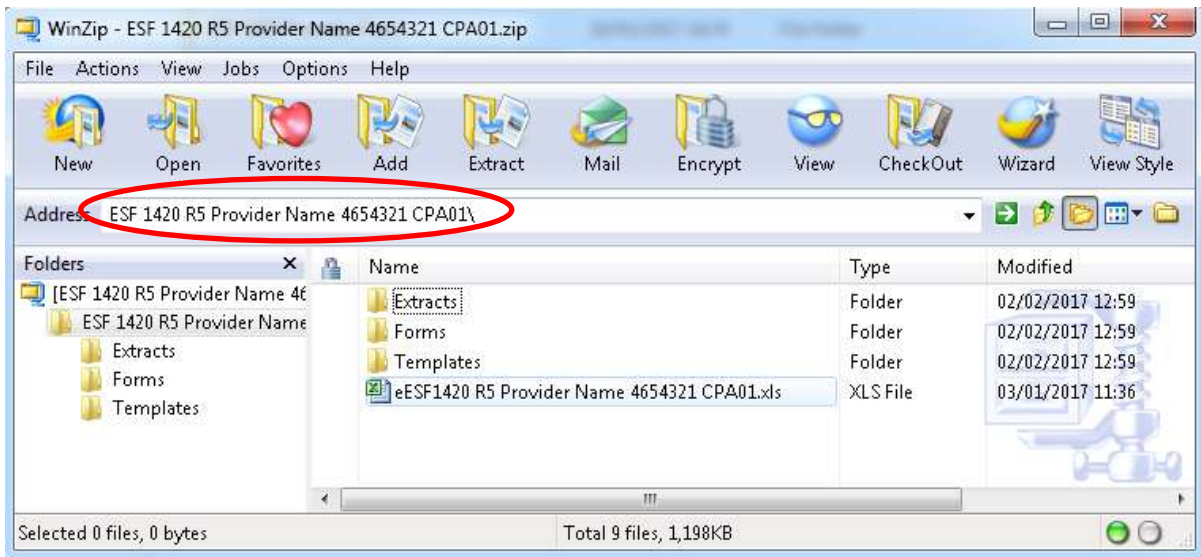 WinZip - ESF 1420 R5 Provider Name 4654321 CPA01.zip
File Actions View Jobs Options Help
New Open Favorites Add Extract Mail Encrypt View CheckOut Wizard View Style
Address ESF 1420 R5 Provider Name 4654321 CPA01\
Folders Name Type Modified
[ESF 1420 R5 Provider Name 46
ESF 1420 R5 Provider Name
Extracts
Forms
Templates
Extracts Folder 02/02/2017 12:59
Forms Folder 02/02/2017 12:59
Templates Folder 02/02/2017 12:59
eESF1420 R5 Provider Name 4654321 CPA01.xls XLS File 03/01/2017 11:36
Selected 0 files, 0 bytes Total 9 files, 1,198KB